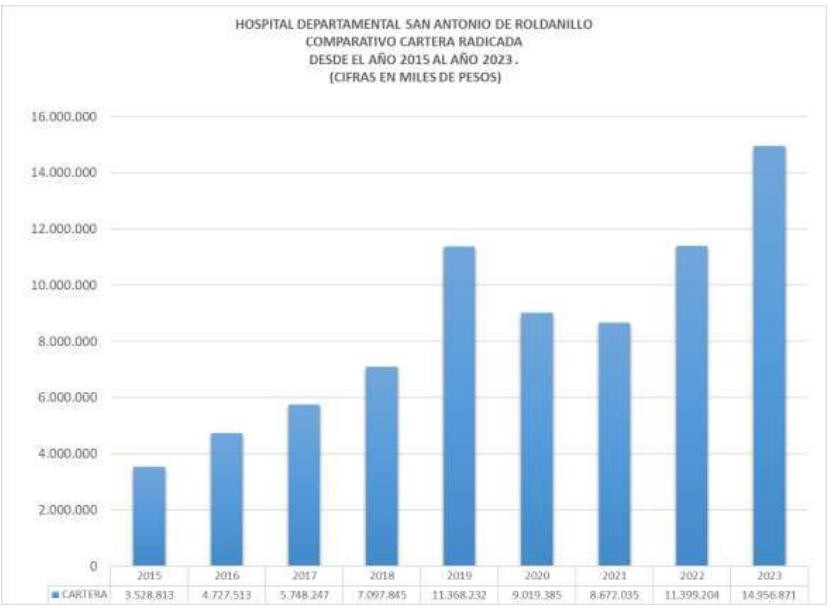 HOSPITAL DEPARTAMENTAL SAN ANTONIO DE ROLDANILLO
COMPARATIVO CARTERA RADICADA
DESDE EL AÑO 2015 AL AÑO 2023.
(CIFRAS EN MILES DE PESOS)
16.000.000
14.000.000
12.000.000
10.000.000
8.000.000
6.000.000
4.000.000
2.000.000
0
2015 2016 2017 2018 2019 2020 2021 2022 2023
CARTERA 3.528.813 4.727.513 5.748.247 7.097.845 11.368.232 9.019.385 8.672.035 11.399.204 14.956.871